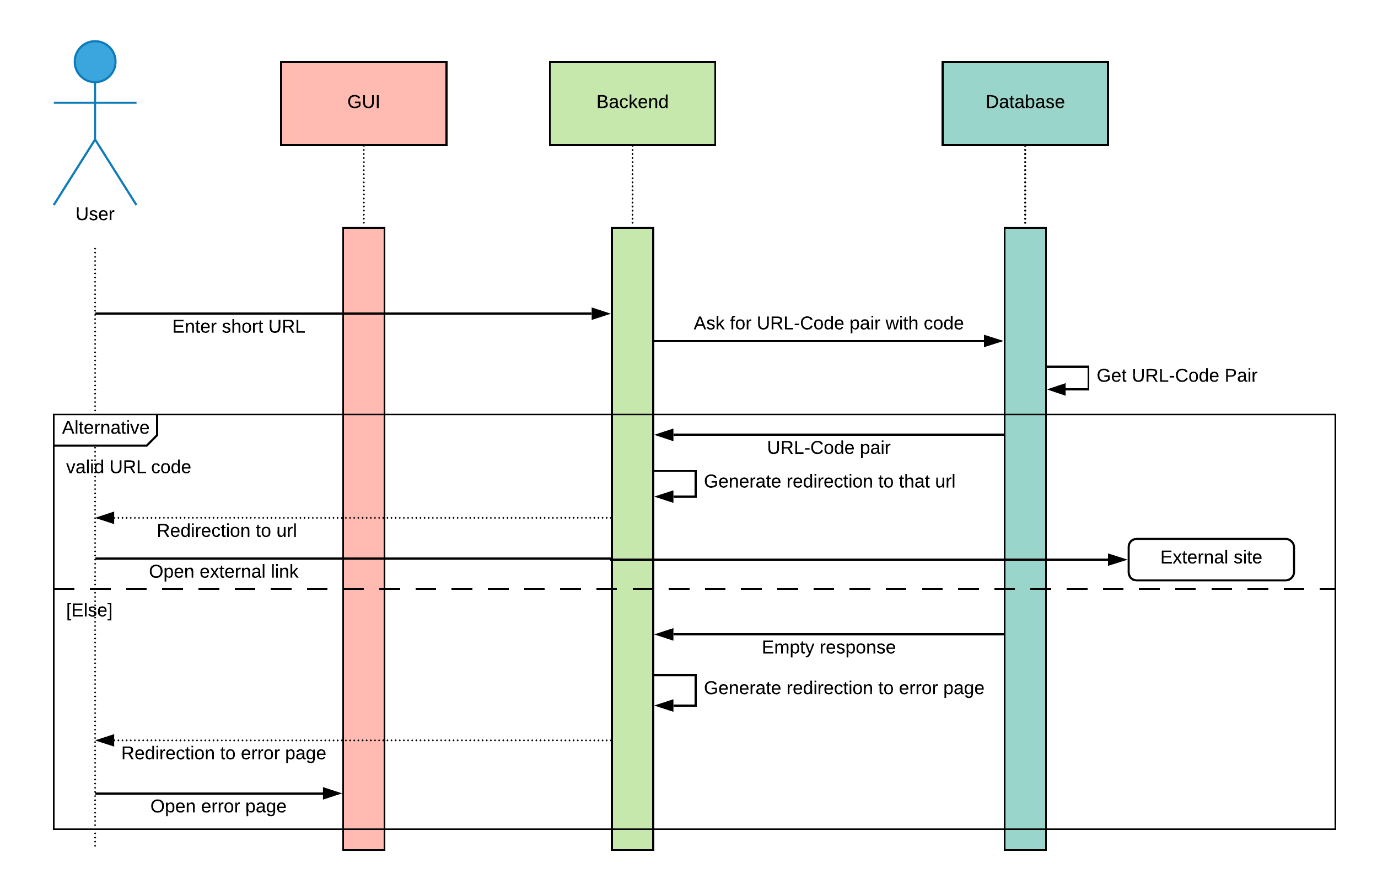 GUI
Backend
Database
User
Enter short URL
Ask for URL-Code pair with code
Get URL-Code Pair
Alternative
URL-Code pair
valid URL code
Generate redirection to that url
Redirection to url
External site
Open external link
[Else]
Empty response
Generate redirection to error page
Redirection to error page
Open error page